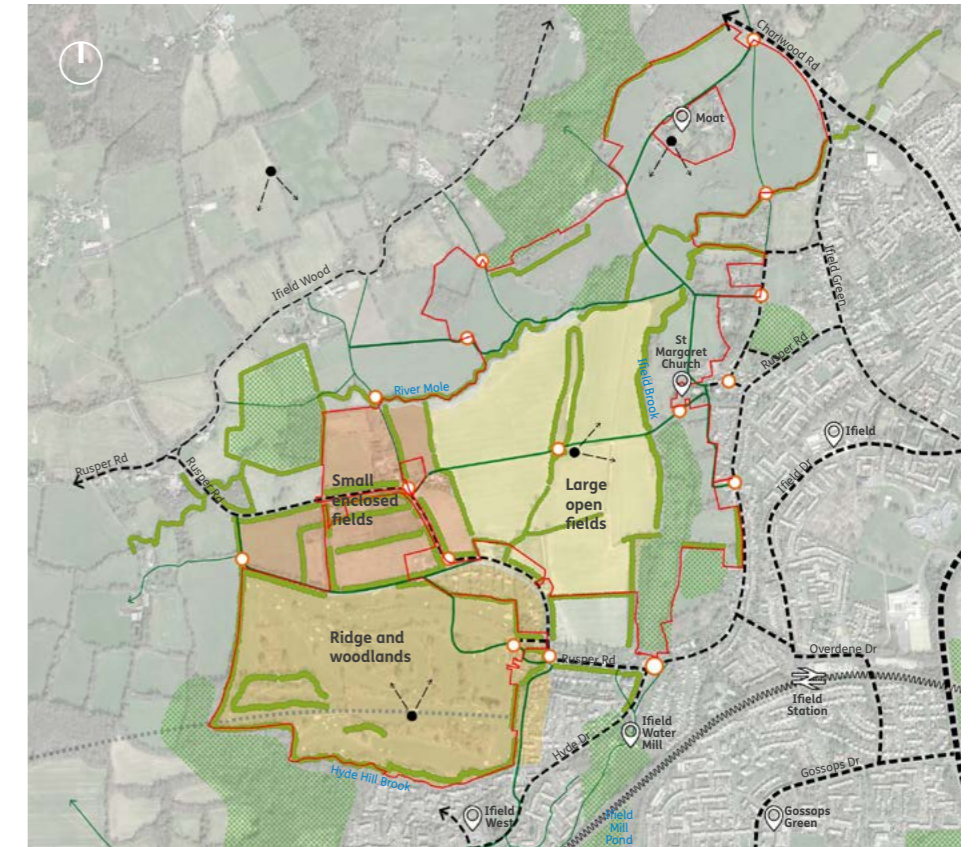 Charlwood Rd
Moat
Ifield Wood
Ifield Green
St
Margaret
Church
Rusper Rd
River Mole
Ifield Brook
Ifield
Rusper Rd
Rusper Rd
Ifield Dr
Small
enclosed
fields
Large
open
fields
Ridge and
woodlands
Rusper Rd
Overdene Dr
Ifield
Station
Ifield
Water
Mill
Hyde Dr
Gossops Dr
Hyde Hill Brook
Ifield
West
Ifield
Mill
Pond
Gossops
Green